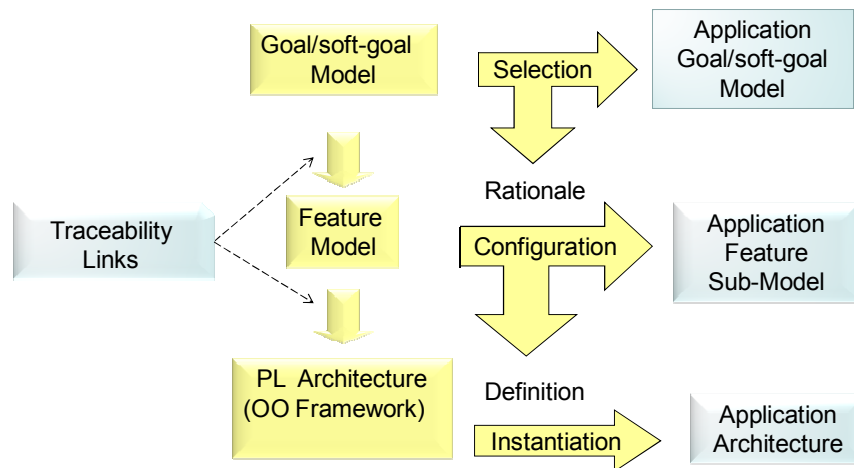 Goal/soft-goal
Model
Selection
Application
Goal/soft-goal
Model
Rationale
Traceability
Links
Feature
Model
Configuration
Application
Feature
Sub-Model
PL Architecture
(OO Framework)
Definition
Instantiation
Application
Architecture